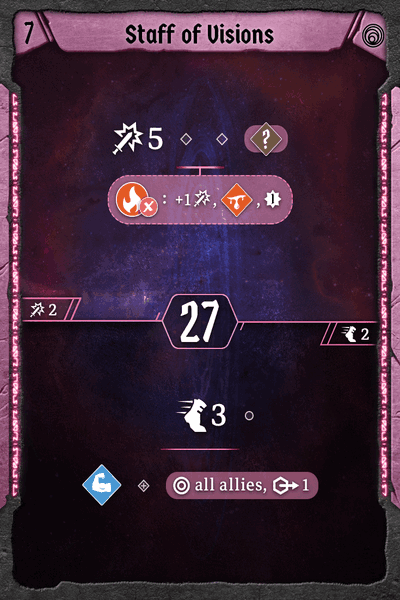 7 Staff of Visions
5 ?
: +1 , ,
2
27
2
3
all allies, 1